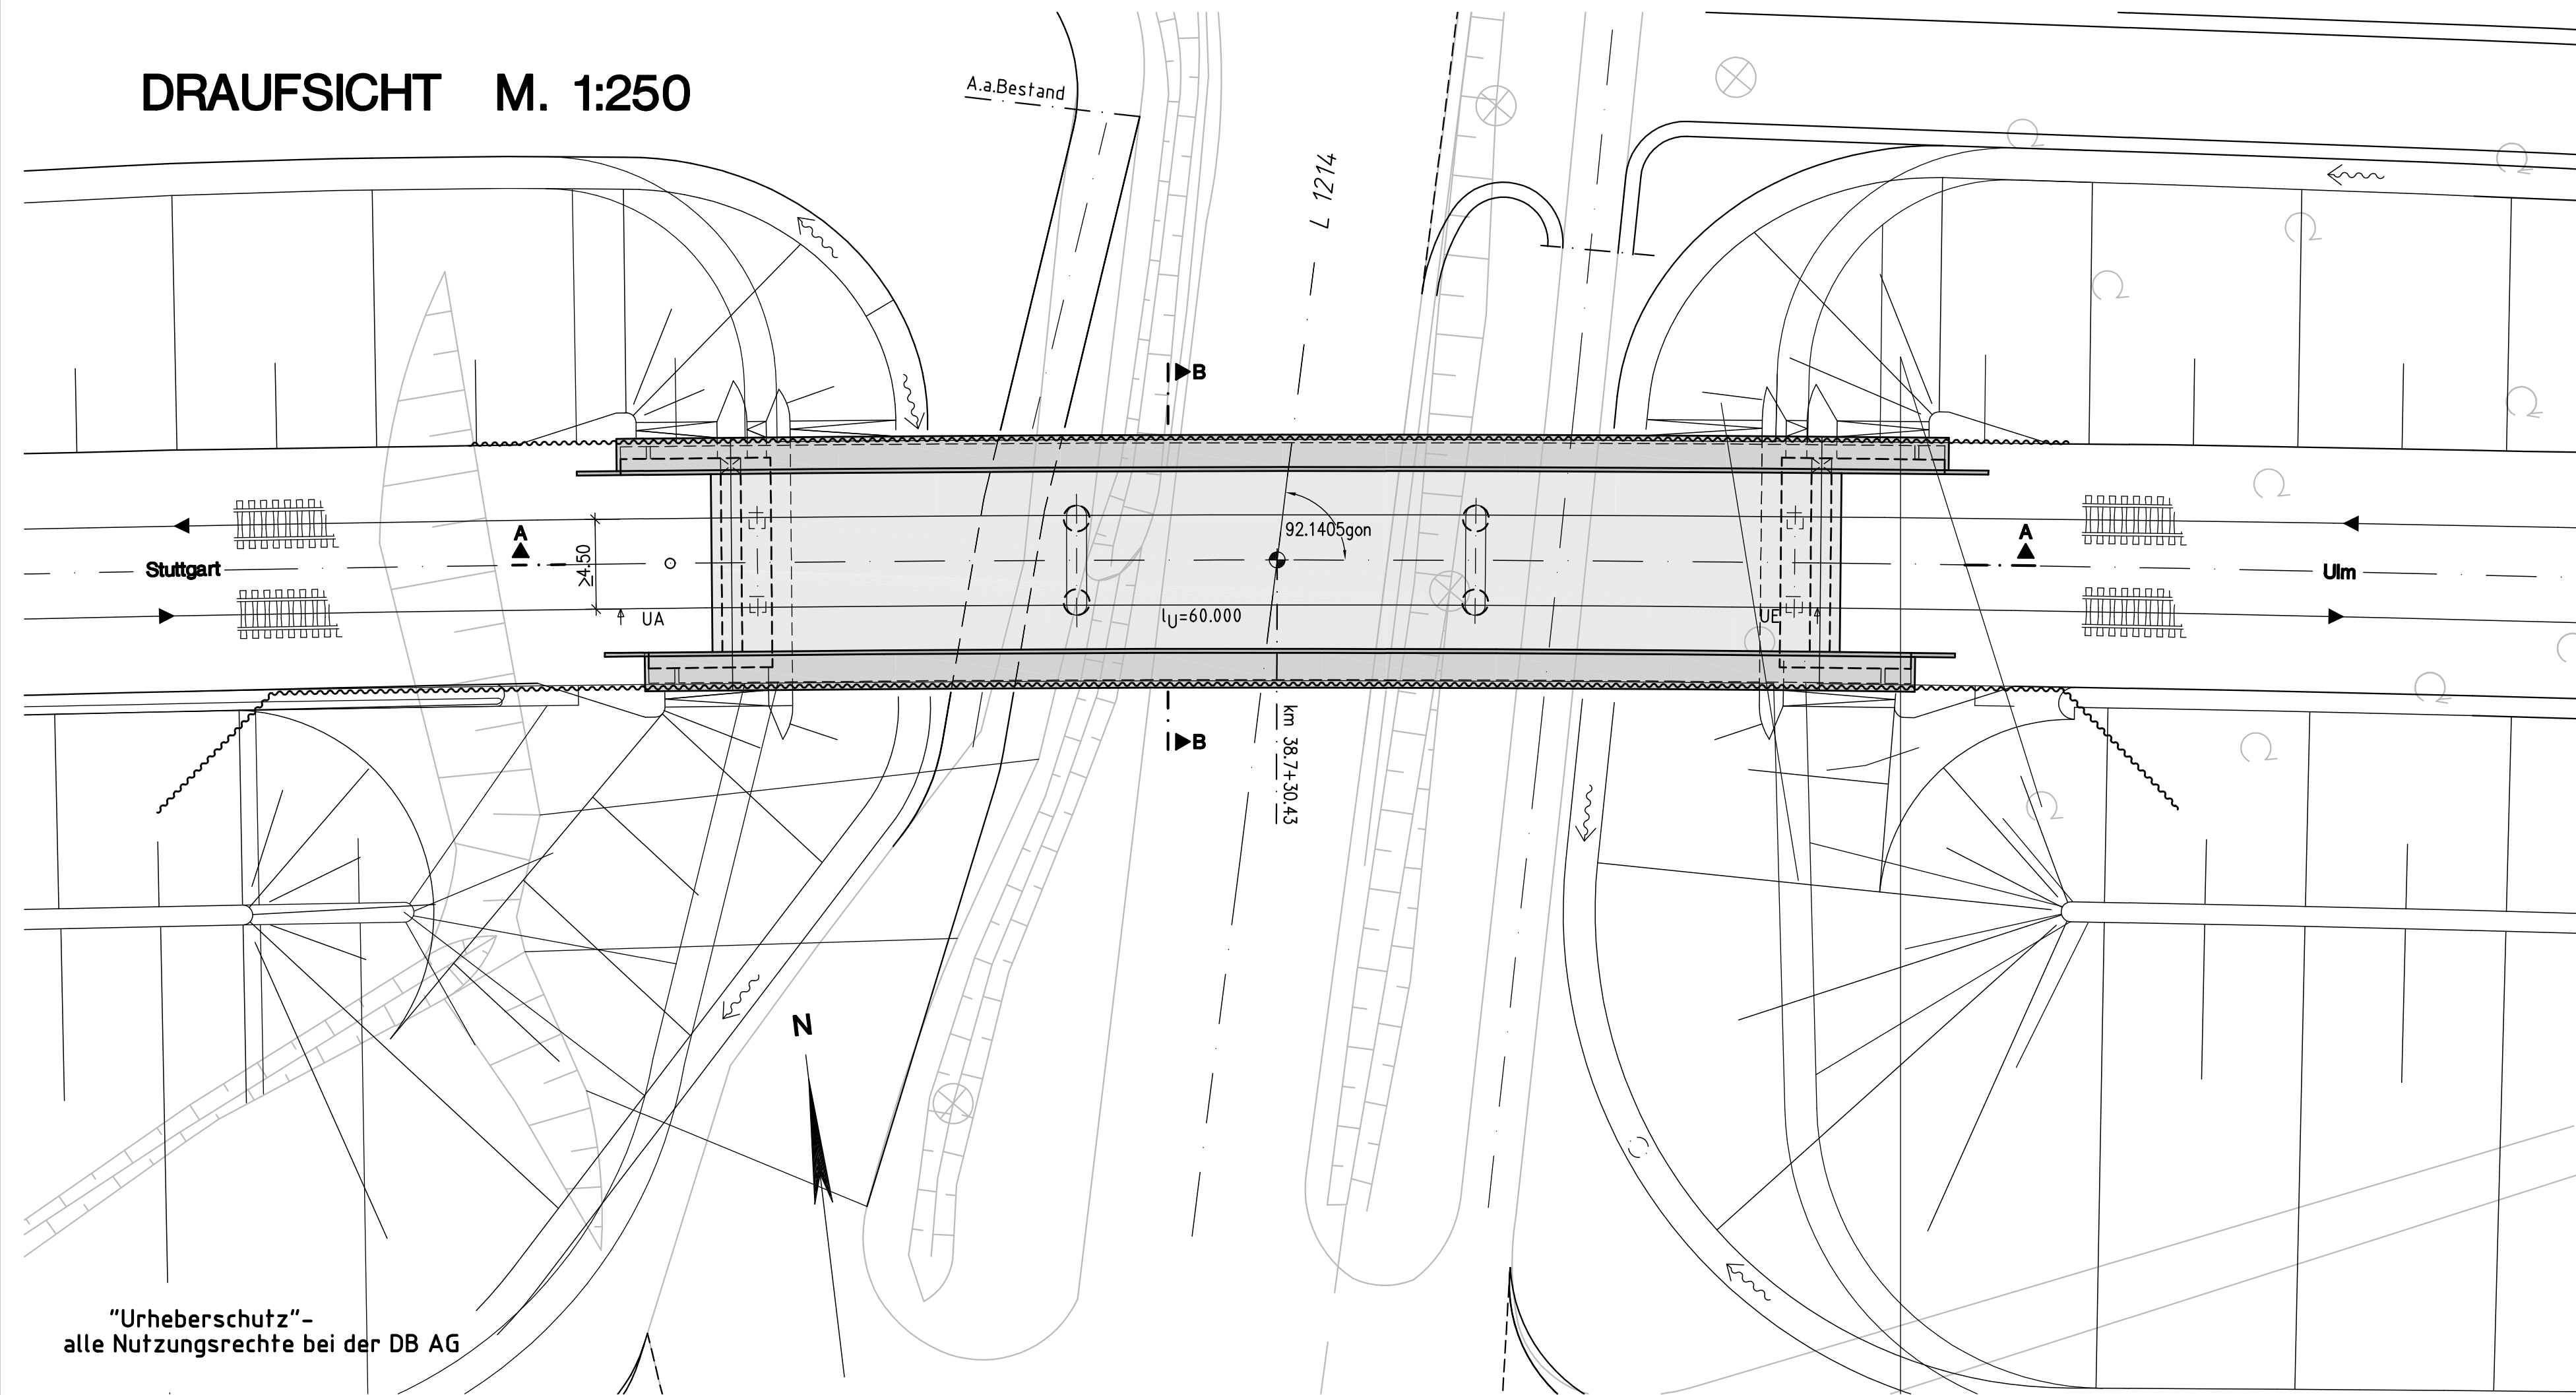 DRAUFSICHT M. 1:250
A.a.Bestand
L 1214
B
92.1405gon
A
A
≥4.50
Stuttgart
Ulm
UA
lU=60.000
UE
B
km 38.7+30.43
N
"Urheberschutz"-
alle Nutzungsrechte bei der DB AG